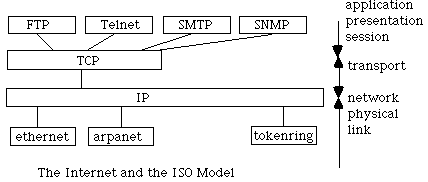 application
presentation
session
FTP Telnet SMTP SNMP
TCP
transport
IP
network
physical
link
ethernet arpanet tokenring
The Internet and the ISO Model